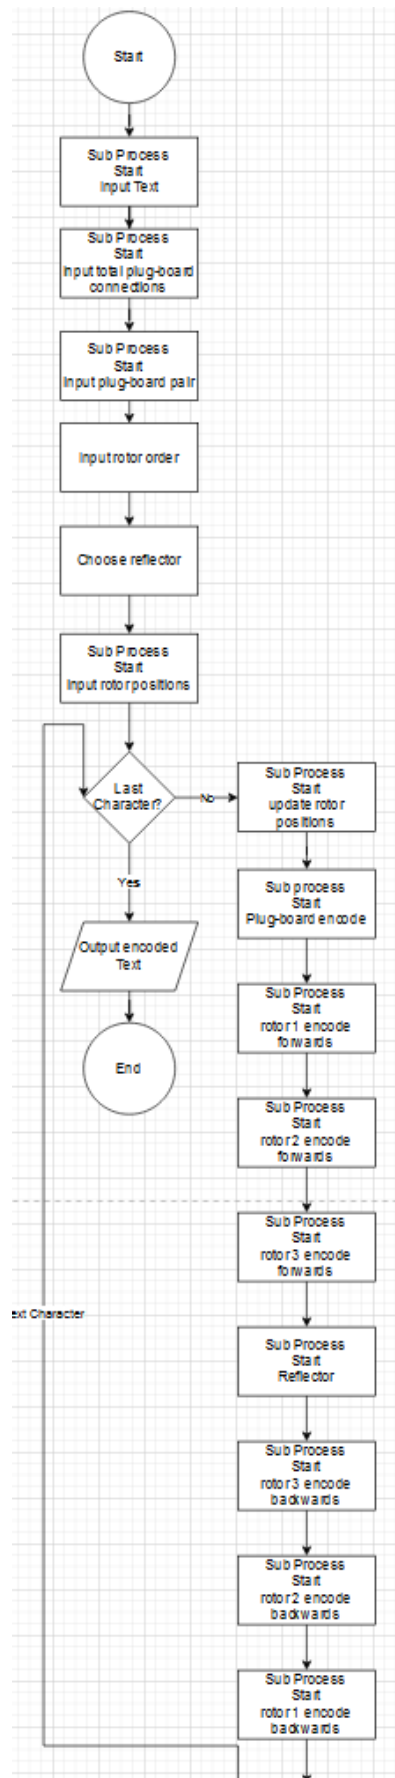 Start
Sub Process
Start
Input Text
Sub Process
Start
Input total plug-board
connections
Sub Process
Start
Input plug-board pair
Input rotor order
Choose reflector
Sub Process
Start
Input rotor positions
Last
Character?
No
Yes
Output encoded
Text
End
Sub Process
Start
update rotor
positions
Sub process
Start
Plug-board encode
Sub Process
Start
rotor 1 encode
forwards
Sub Process
Start
rotor 2 encode
forwards
Sub Process
Start
rotor 3 encode
forwards
ext Character
Sub Process
Start
Reflector
Sub Process
Start
rotor 3 encode
backwards
Sub Process
Start
rotor 2 encode
backwards
Sub Process
Start
rotor 1 encode
backwards